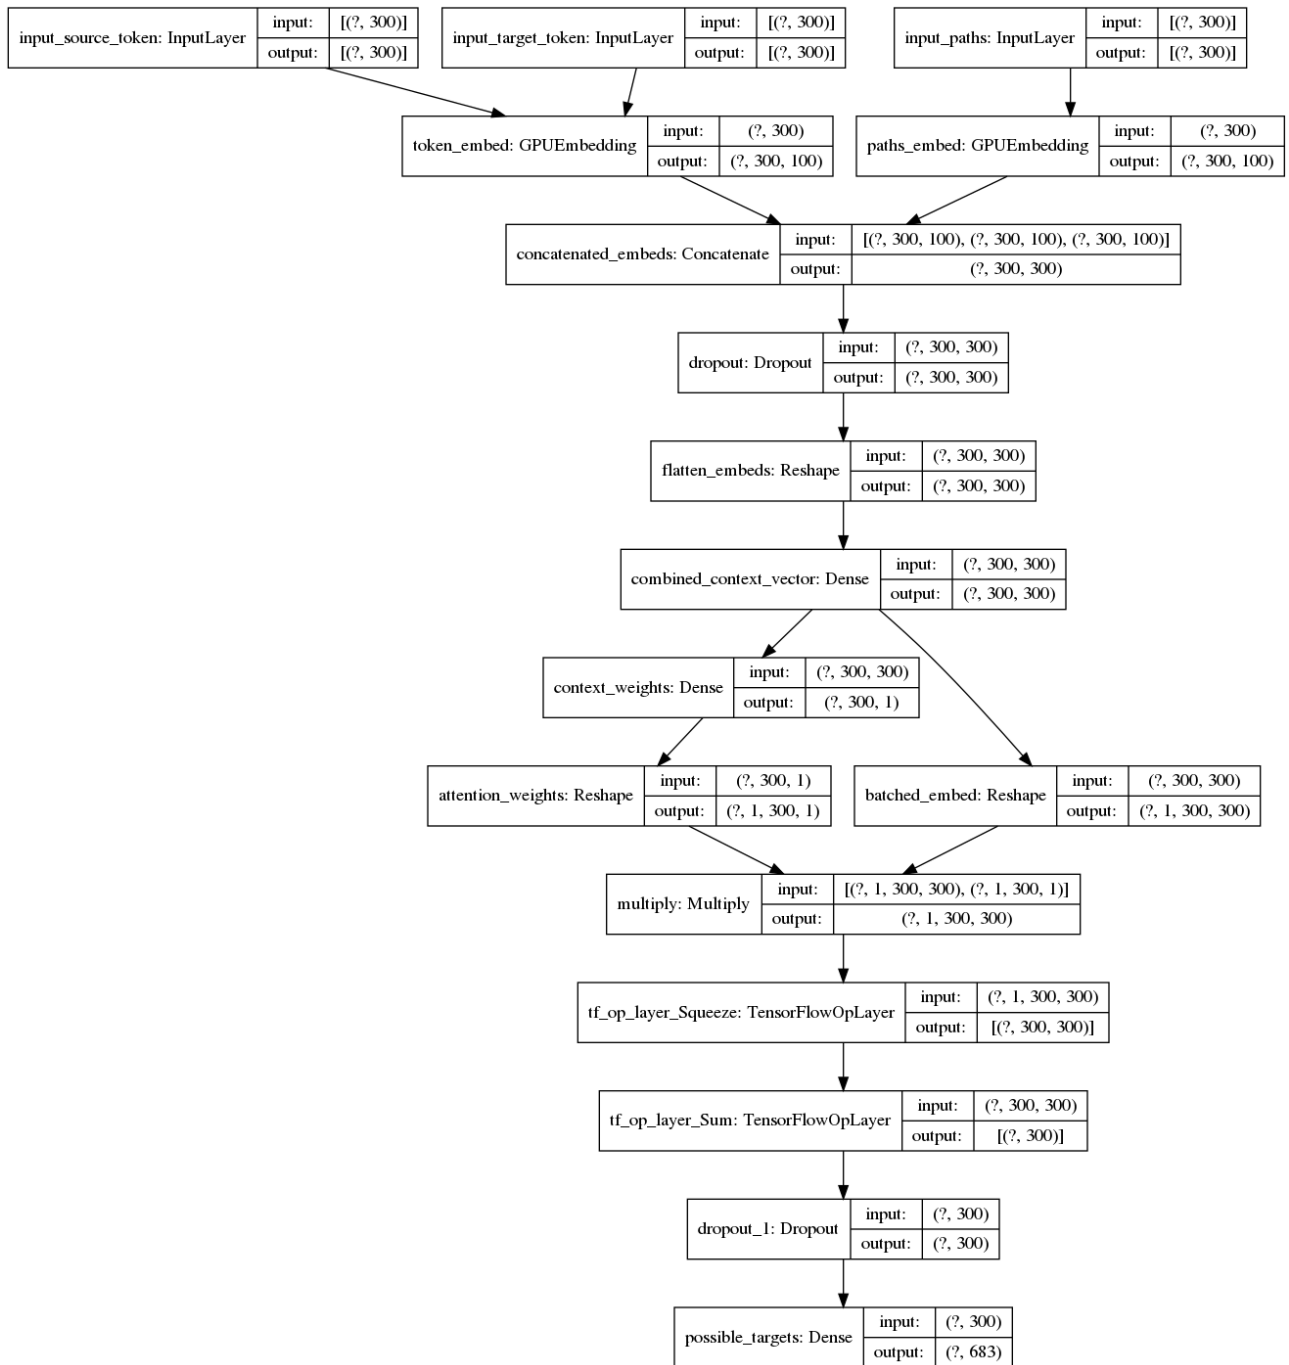 input_source_token: InputLayer
input: [(?, 300)]
output: [(?, 300)]
input_target_token: InputLayer
input: [(?, 300)]
output: [(?, 300)]
input_paths: InputLayer
input: [(?, 300)]
output: [(?, 300)]
token_embed: GPUEmbedding
input: (?, 300)
output: (?, 300, 100)
paths_embed: GPUEmbedding
input: (?, 300)
output: (?, 300, 100)
concatenated_embeds: Concatenate
input: [(?, 300, 100), (?, 300, 100), (?, 300, 100)]
output: (?, 300, 300)
dropout: Dropout
input: (?, 300, 300)
output: (?, 300, 300)
flatten_embeds: Reshape
input: (?, 300, 300)
output: (?, 300, 300)
combined_context_vector: Dense
input: (?, 300, 300)
output: (?, 300, 300)
context_weights: Dense
input: (?, 300, 300)
output: (?, 300, 1)
attention_weights: Reshape
input: (?, 300, 1)
output: (?, 1, 300, 1)
batched_embed: Reshape
input: (?, 300, 300)
output: (?, 1, 300, 300)
multiply: Multiply
input: [(?, 1, 300, 300), (?, 1, 300, 1)]
output: (?, 1, 300, 300)
tf_op_layer_Squeeze: TensorFlowOpLayer
input: (?, 1, 300, 300)
output: [(?, 300, 300)]
tf_op_layer_Sum: TensorFlowOpLayer
input: (?, 300, 300)
output: [(?, 300)]
dropout_1: Dropout
input: (?, 300)
output: (?, 300)
possible_targets: Dense
input: (?, 300)
output: (?, 683)